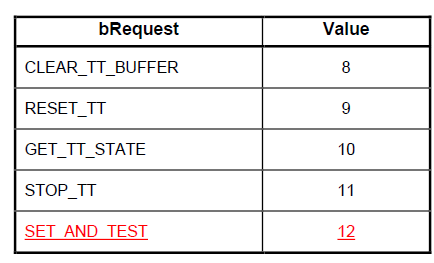 bRequest Value
CLEAR_TT_BUFFER 8
RESET_TT 9
GET_TT_STATE 10
STOP_TT 11
SET_AND_TEST 12